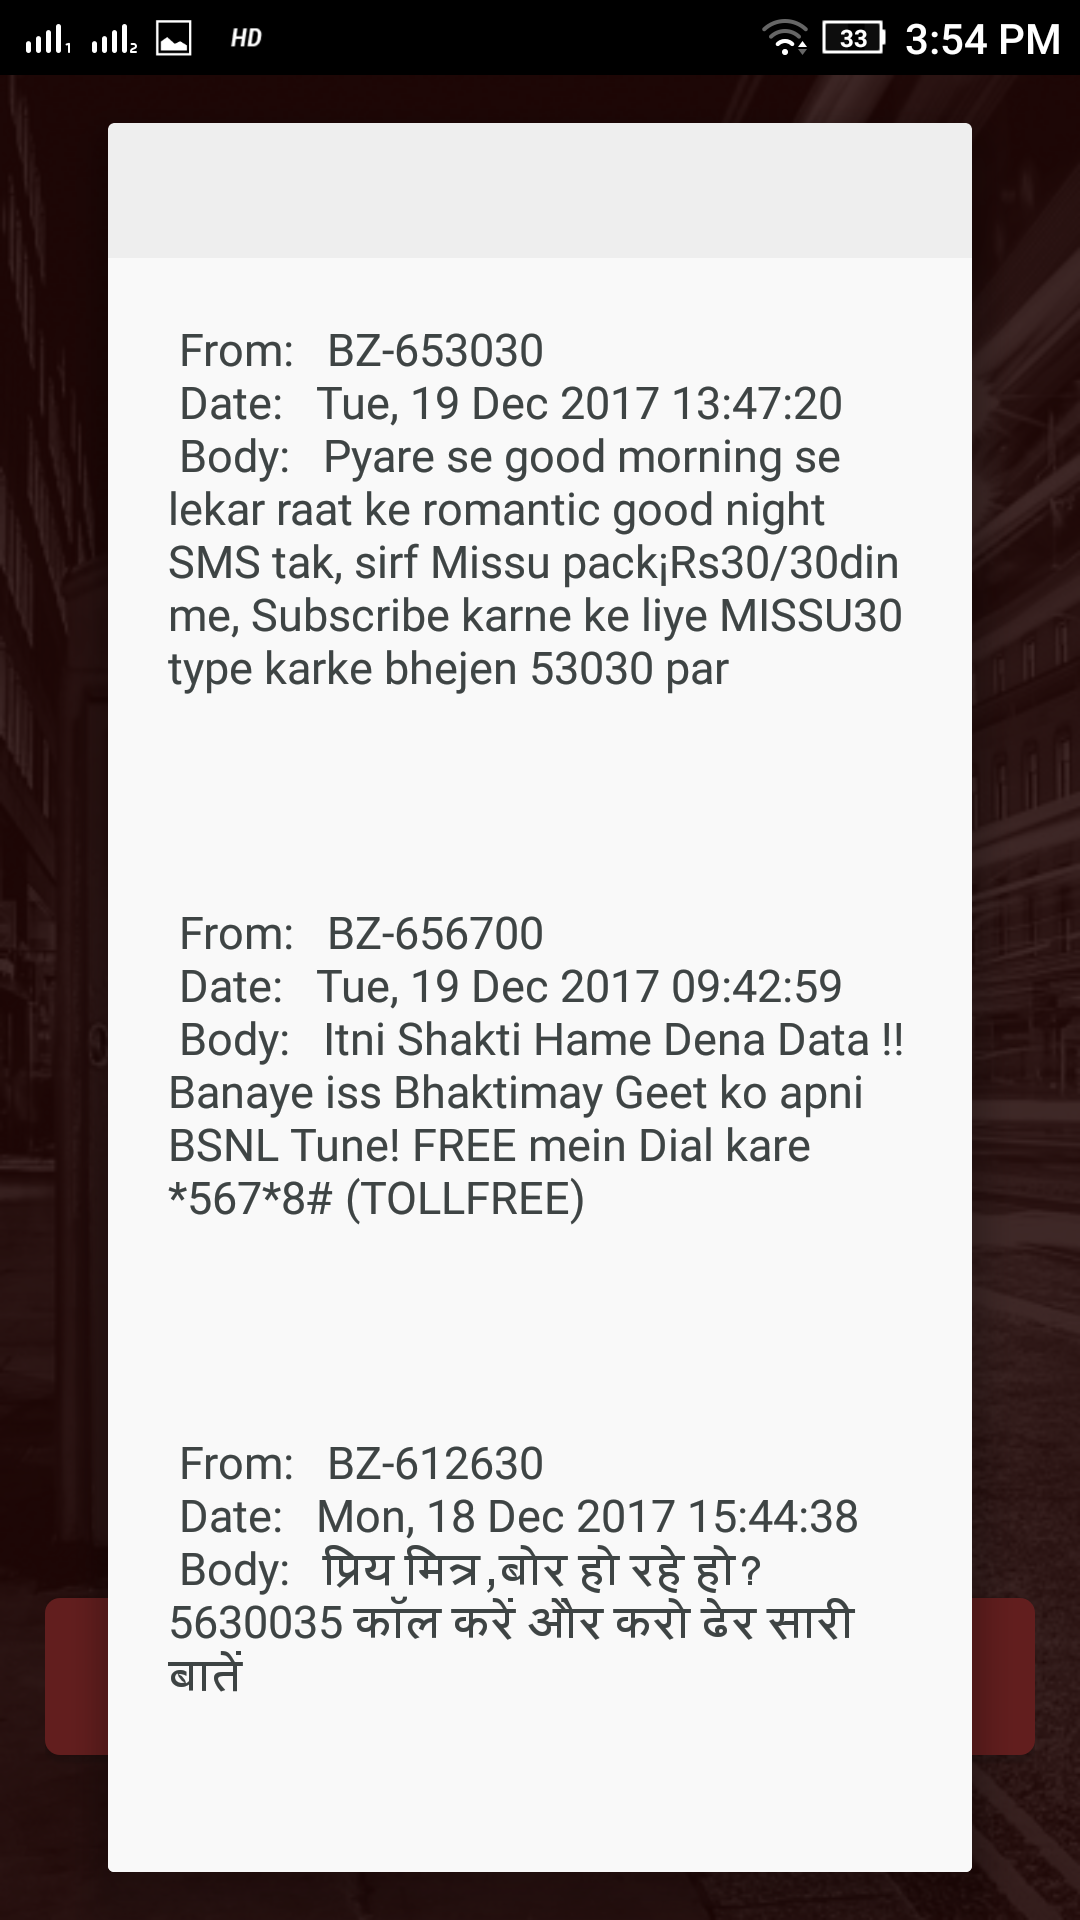 1 2 HD 33 3:54 PM
From: BZ-653030
Date: Tue, 19 Dec 2017 13:47:20
Body: Pyare se good morning se
lekar raat ke romantic good night
SMS tak, sirf Missu pack¡Rs30/30din
me, Subscribe karne ke liye MISSU30
type karke bhejen 53030 par
From: BZ-656700
Date: Tue, 19 Dec 2017 09:42:59
Body: Itni Shakti Hame Dena Data !!
Banaye iss Bhaktimay Geet ko apni
BSNL Tune! FREE mein Dial kare
*567*8# (TOLLFREE)
From: BZ-612630
Date: Mon, 18 Dec 2017 15:44:38
Body: प्रिय मित्र,बोर हो रहे हो?
5630035 कॉल करें और करो ढेर सारी
बातें